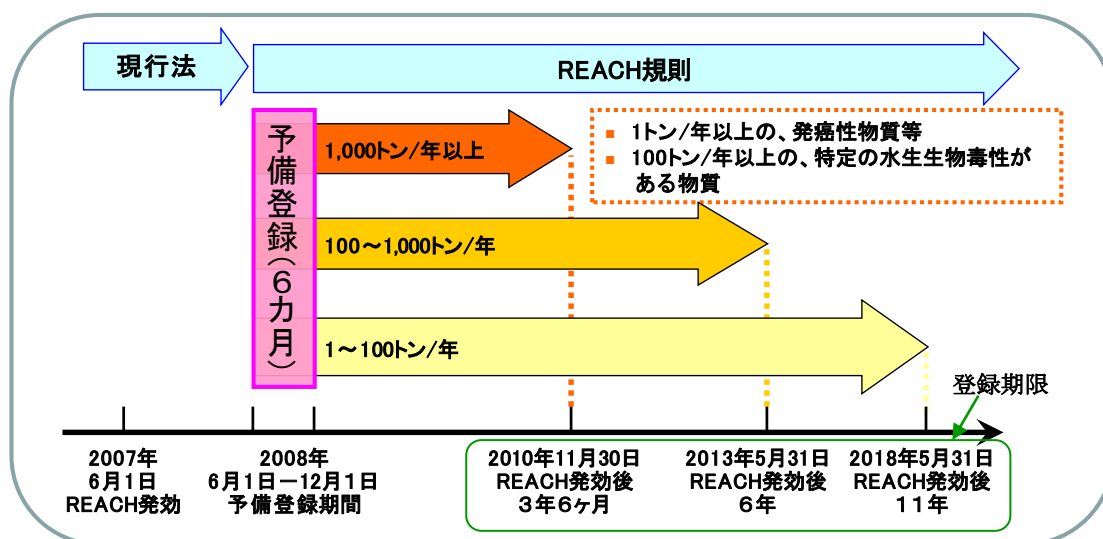 現行法
REACH規則
予備登録(6カ月)
1,000トン/年以上
▪ 1トン/年以上の、発癌性物質等
▪ 100トン/年以上の、特定の水生生物毒性が
ある物質
100～1,000トン/年
1～100トン/年
登録期限
2007年
6月1日
REACH発効
2008年
6月1日－12月1日
予備登録期間
2010年11月30日
REACH発効後
3年6ヶ月
2013年5月31日
REACH発効後
6年
2018年5月31日
REACH発効後
11年